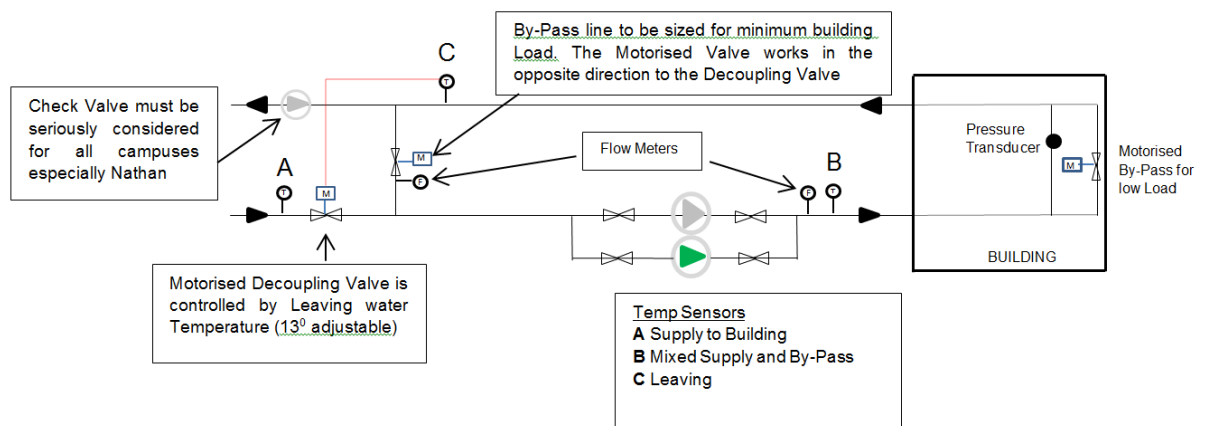 By-Pass line to be sized for minimum building
Load. The Motorised Valve works in the
opposite direction to the Decoupling Valve
C
T
Check Valve must be
seriously considered
for all campuses
especially Nathan
A
T
M
M
F
Flow Meters
B
F
T
Pressure
Transducer
M
Motorised
By-Pass for
low Load
BUILDING
Motorised Decoupling Valve is
controlled by Leaving water
Temperature (13⁰ adjustable)
Temp Sensors
A Supply to Building
B Mixed Supply and By-Pass
C Leaving